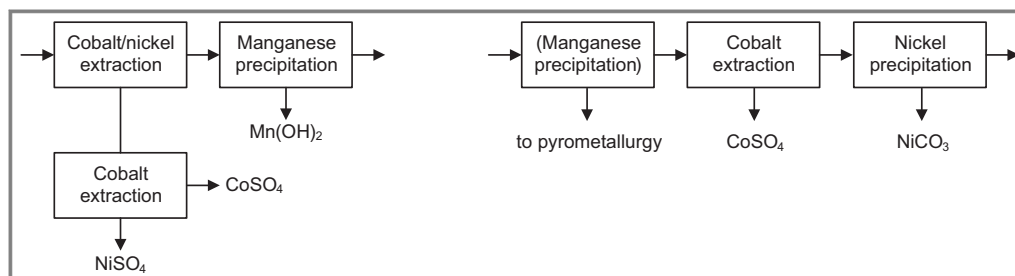 Cobalt/nickel
extraction
Manganese
precipitation
Mn(OH)₂
Cobalt
extraction
CoSO₄
NiSO₄
(Manganese
precipitation)
to pyrometallurgy
Cobalt
extraction
CoSO₄
Nickel
precipitation
NiCO₃